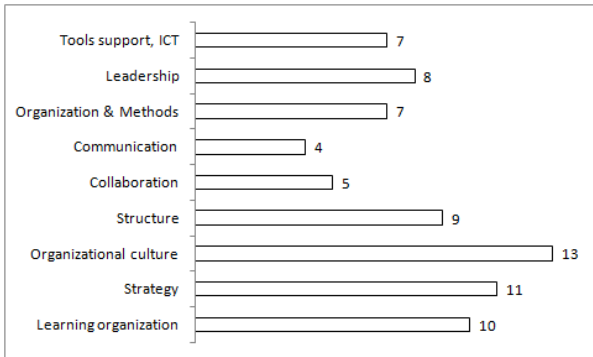 Tools support, ICT 7
Leadership 8
Organization & Methods 7
Communication 4
Collaboration 5
Structure 9
Organizational culture 13
Strategy 11
Learning organization 10